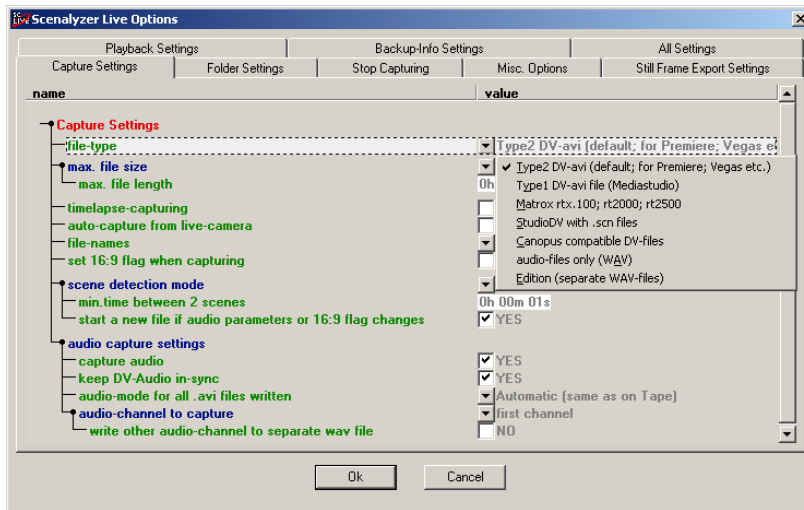 SC LIVE Scenalyzer Live Options
Playback Settings Backup-Info Settings All Settings
Capture Settings Folder Settings Stop Capturing Misc. Options Still Frame Export Settings
name value
Capture Settings
file-type Type2 DV-avi (default; for Premiere; Vegas e
max. file size Type2 DV-avi (default; for Premiere; Vegas etc.)
max. file length 0h Type1 DV-avi file (Mediastudio)
Matrox rtx.100; rt2000; rt2500
timelapse-capturing
auto-capture from live-camera StudioDV with .scn files
file-names Canopus compatible DV-files
set 16:9 flag when capturing audio-files only (WAV)
Edition (separate WAV-files)
scene detection mode
min.time between 2 scenes 0h 00m 01s
start a new file if audio parameters or 16:9 flag changes YES
audio capture settings
capture audio YES
keep DV-Audio in-sync YES
audio-mode for all .avi files written Automatic (same as on Tape)
audio-channel to capture first channel
write other audio-channel to separate wav file NO
Ok Cancel